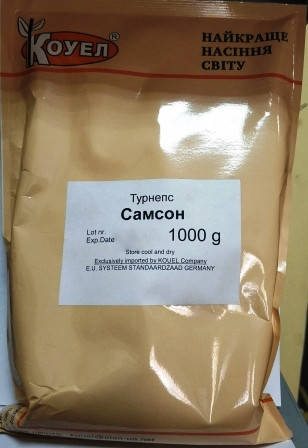 КОУЕЛ®
НАЙКРАЩЕ
НАСІННЯ
СВІТУ
Турнепс
Самсон
Lot nr.
Exp.Date
1000 g
Store cool and dry
Exclusively imported by KOUEL Company
E.U. SYSTEEM STANDAARDZAAD GERMANY